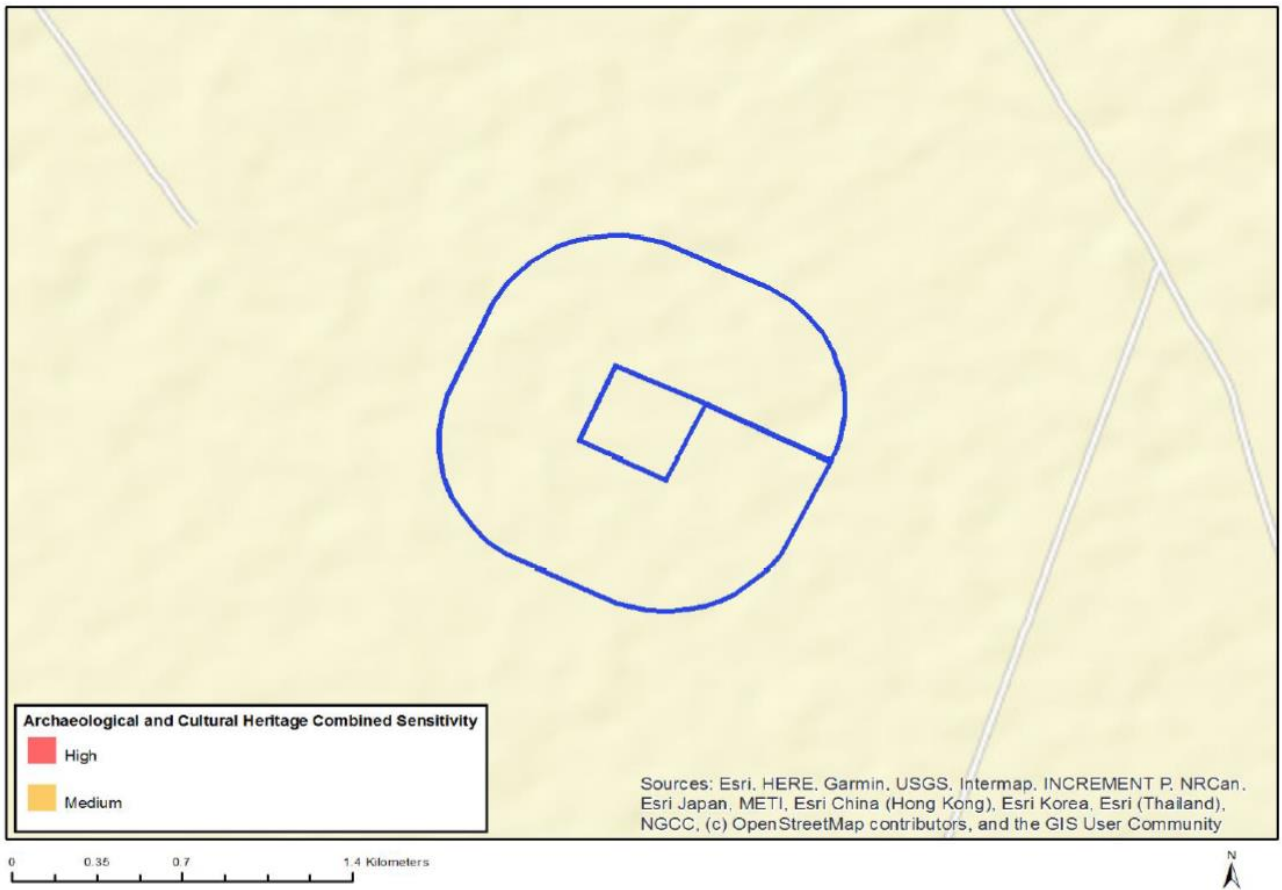 Archaeological and Cultural Heritage Combined Sensitivity
High
Medium
Sources: Esri, HERE, Garmin, USGS, Intermap, INCREMENT P, NRCan,
Esri Japan, METI, Esri China (Hong Kong), Esri Korea, Esri (Thailand),
NGCC, (c) OpenStreetMap contributors, and the GIS User Community
0 0.35 0.7 1.4 Kilometers
N